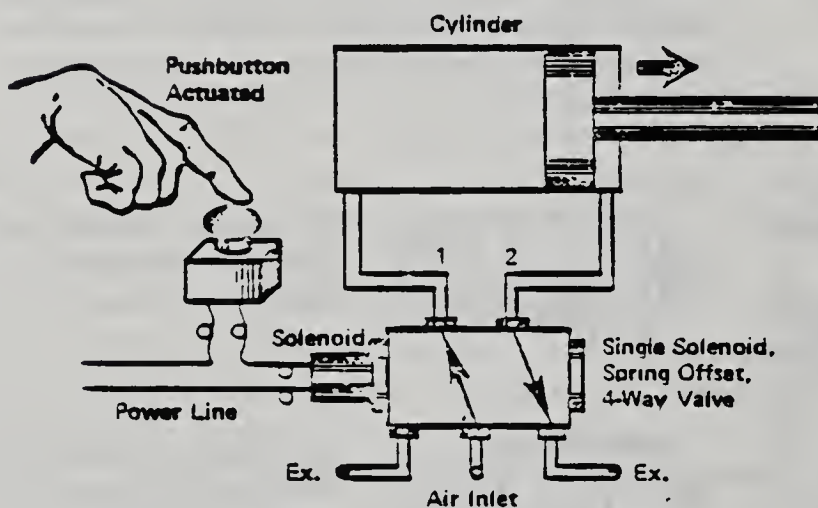 Cylinder
Pushbutton
Actuated
1
2
Solenoid
Single Solenoid,
Spring Offset,
4-Way Valve
Power Line
Ex.
Ex.
Air Inlet